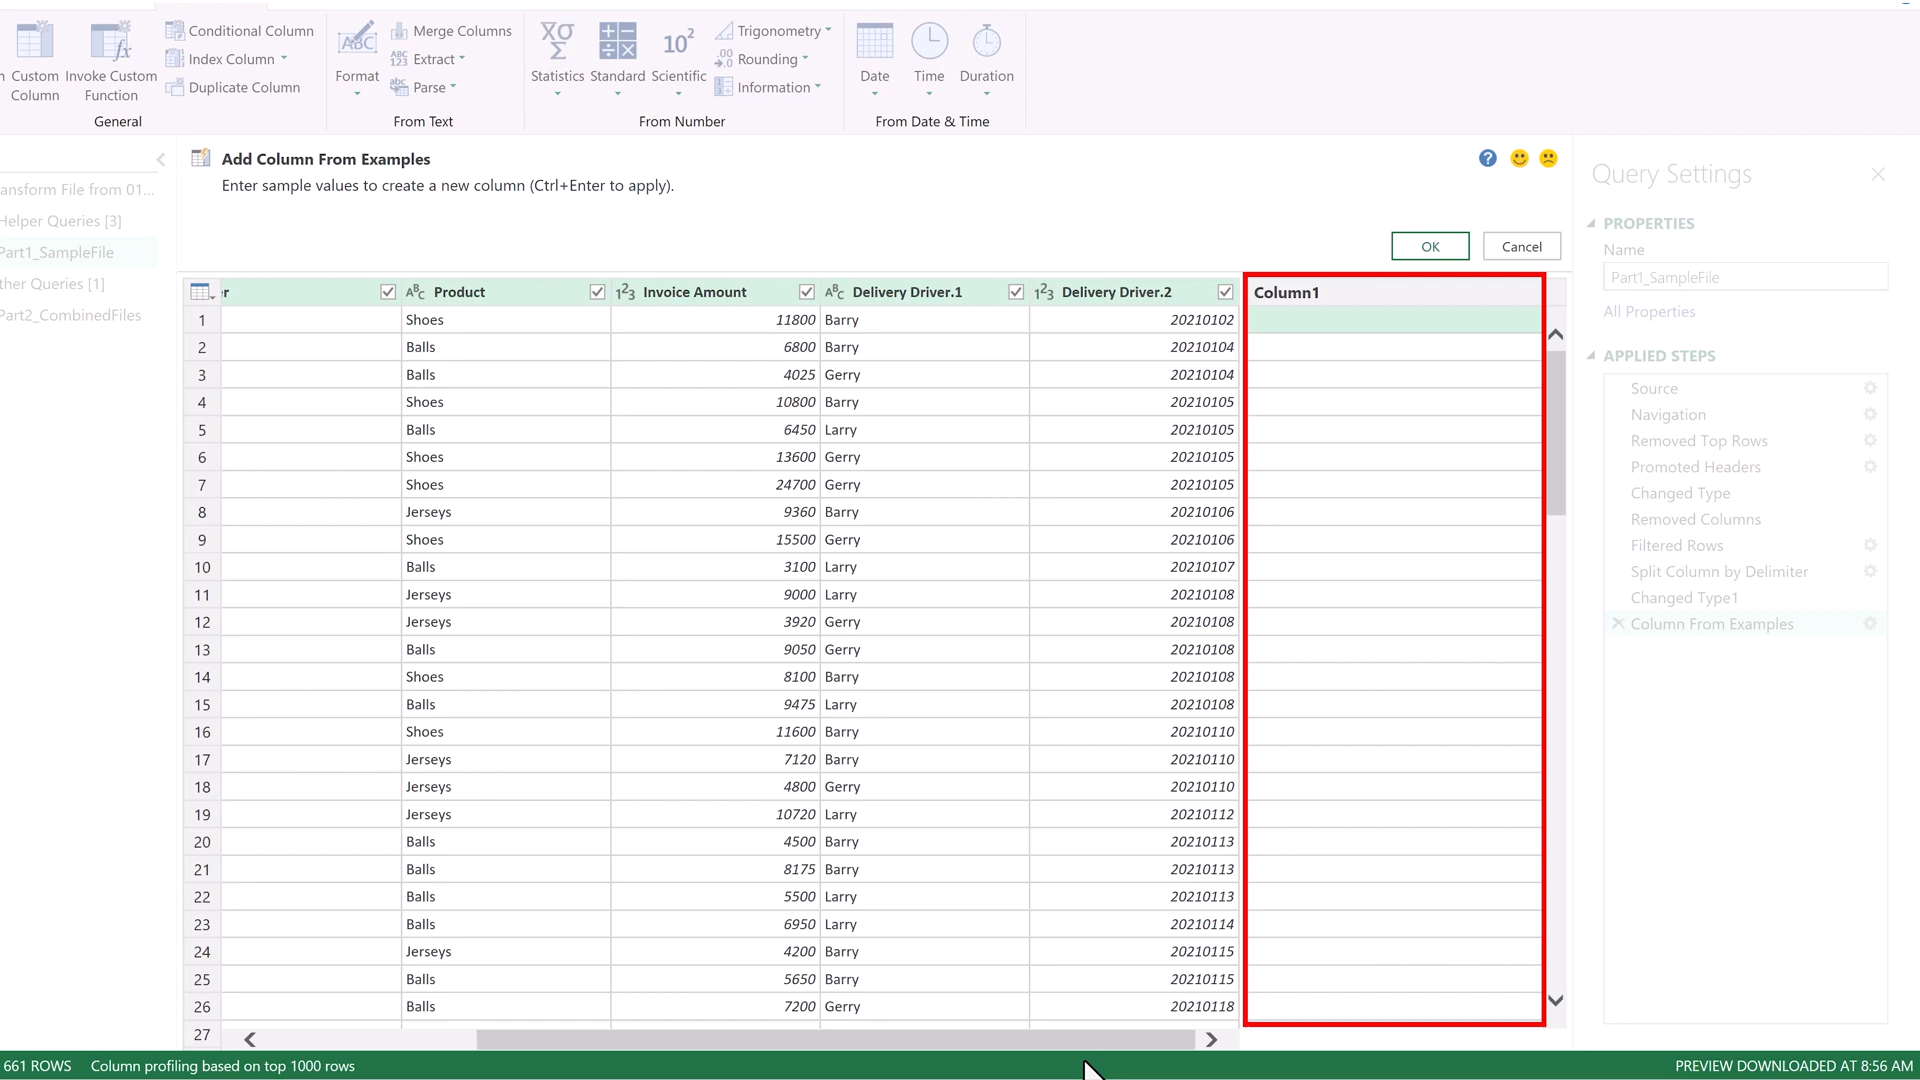 Custom Column
Invoke Custom Function
Conditional Column
Index Column
Duplicate Column
General
Format
Merge Columns
Extract
Parse
From Text
Statistics
Standard
Scientific
Trigonometry
Rounding
Information
From Number
Date
Time
Duration
From Date & Time
ansform File from 01...
Helper Queries [3]
Part1_SampleFile
ther Queries [1]
Part2_CombinedFiles
Add Column From Examples
Enter sample values to create a new column (Ctrl+Enter to apply).
OK
Cancel
r Product Invoice Amount Delivery Driver.1 Delivery Driver.2 Column1
1 Shoes 11800 Barry 20210102
2 Balls 6800 Barry 20210104
3 Balls 4025 Gerry 20210104
4 Shoes 10800 Barry 20210105
5 Balls 6450 Larry 20210105
6 Shoes 13600 Gerry 20210105
7 Shoes 24700 Gerry 20210105
8 Jerseys 9360 Barry 20210106
9 Shoes 15500 Gerry 20210106
10 Balls 3100 Larry 20210107
11 Jerseys 9000 Larry 20210108
12 Jerseys 3920 Gerry 20210108
13 Balls 9050 Gerry 20210108
14 Shoes 8100 Barry 20210108
15 Balls 9475 Larry 20210108
16 Shoes 11600 Barry 20210110
17 Jerseys 7120 Barry 20210110
18 Jerseys 4800 Gerry 20210110
19 Jerseys 10720 Larry 20210112
20 Balls 4500 Barry 20210113
21 Balls 8175 Barry 20210113
22 Balls 5500 Larry 20210113
23 Balls 6950 Larry 20210114
24 Jerseys 4200 Barry 20210115
25 Balls 5650 Barry 20210115
26 Balls 7200 Gerry 20210118
27
Query Settings
PROPERTIES
Name
Part1_SampleFile
All Properties
APPLIED STEPS
Source
Navigation
Removed Top Rows
Promoted Headers
Changed Type
Removed Columns
Filtered Rows
Split Column by Delimiter
Changed Type1
Column From Examples
661 ROWS Column profiling based on top 1000 rows
PREVIEW DOWNLOADED AT 8:56 AM